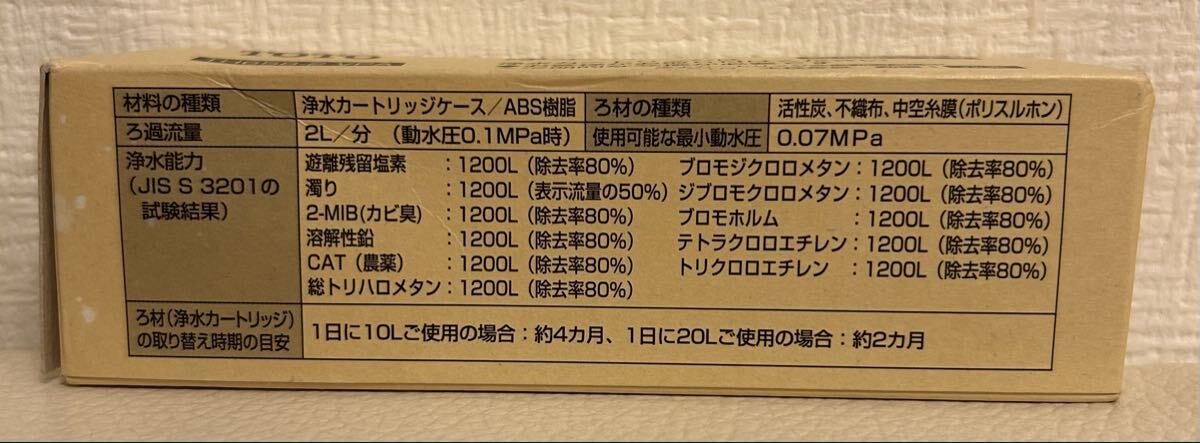 TOTO
材料の種類 浄水カートリッジケース／ABS樹脂 ろ材の種類 活性炭、不織布、中空糸膜(ポリスルホン)
ろ過流量 2L／分 (動水圧0.1MPa時) 使用可能な最小動水圧 0.07MPa
浄水能力
(JIS S 3201の
試験結果)
遊離残留塩素 :1200L (除去率80%)
濁り :1200L (表示流量の50%)
2-MIB(カビ臭) :1200L (除去率80%)
溶解性鉛 :1200L (除去率80%)
CAT (農薬) :1200L (除去率80%)
総トリハロメタン:1200L (除去率80%)
ブロモジクロロメタン:1200L (除去率80%)
ジブロモクロロメタン:1200L (除去率80%)
ブロモホルム :1200L (除去率80%)
テトラクロロエチレン:1200L (除去率80%)
トリクロロエチレン :1200L (除去率80%)
ろ材(浄水カートリッジ)
の取り替え時期の目安
1日に10Lご使用の場合:約4カ月、1日に20Lご使用の場合:約2カ月